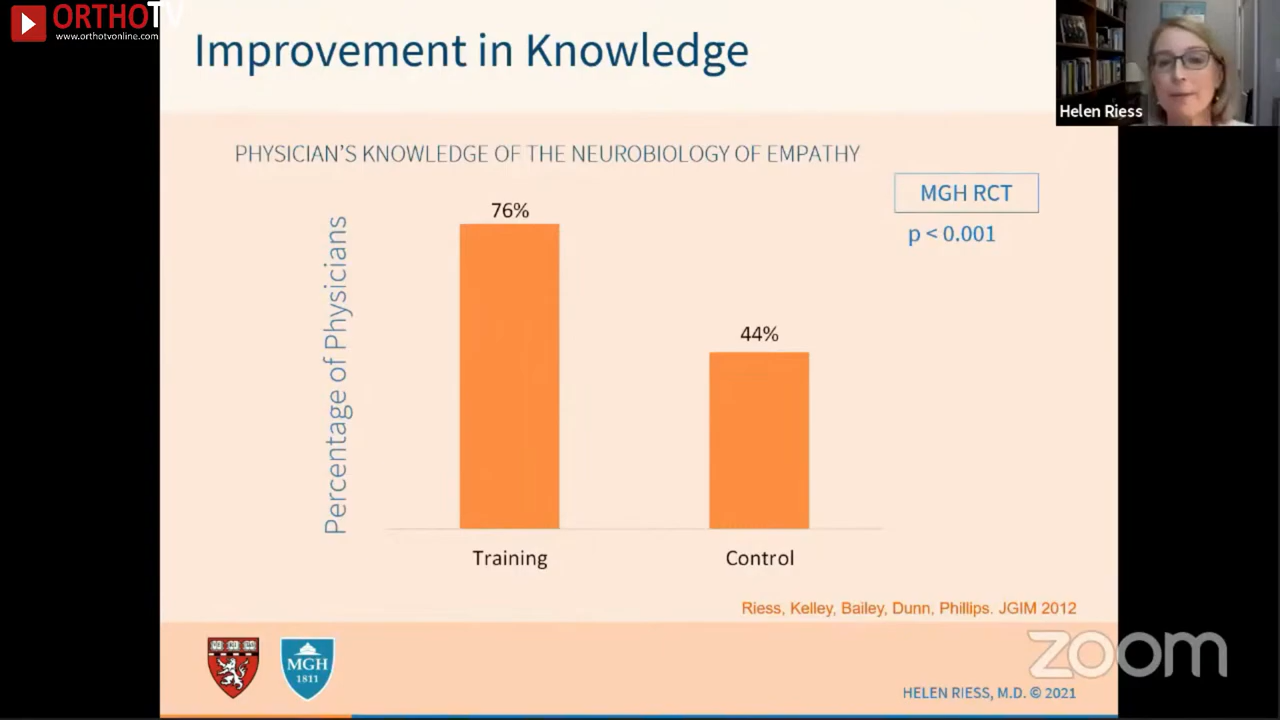 ORTHOTV
www.orthotvonline.com
Improvement in Knowledge
Helen Riess
PHYSICIAN'S KNOWLEDGE OF THE NEUROBIOLOGY OF EMPATHY
MGH RCT
p < 0.001
Percentage of Physicians
76%
44%
Training
Control
Riess, Kelley, Bailey, Dunn, Phillips. JGIM 2012
zoom
MGH
1811
HELEN RIESS, M.D. © 2021